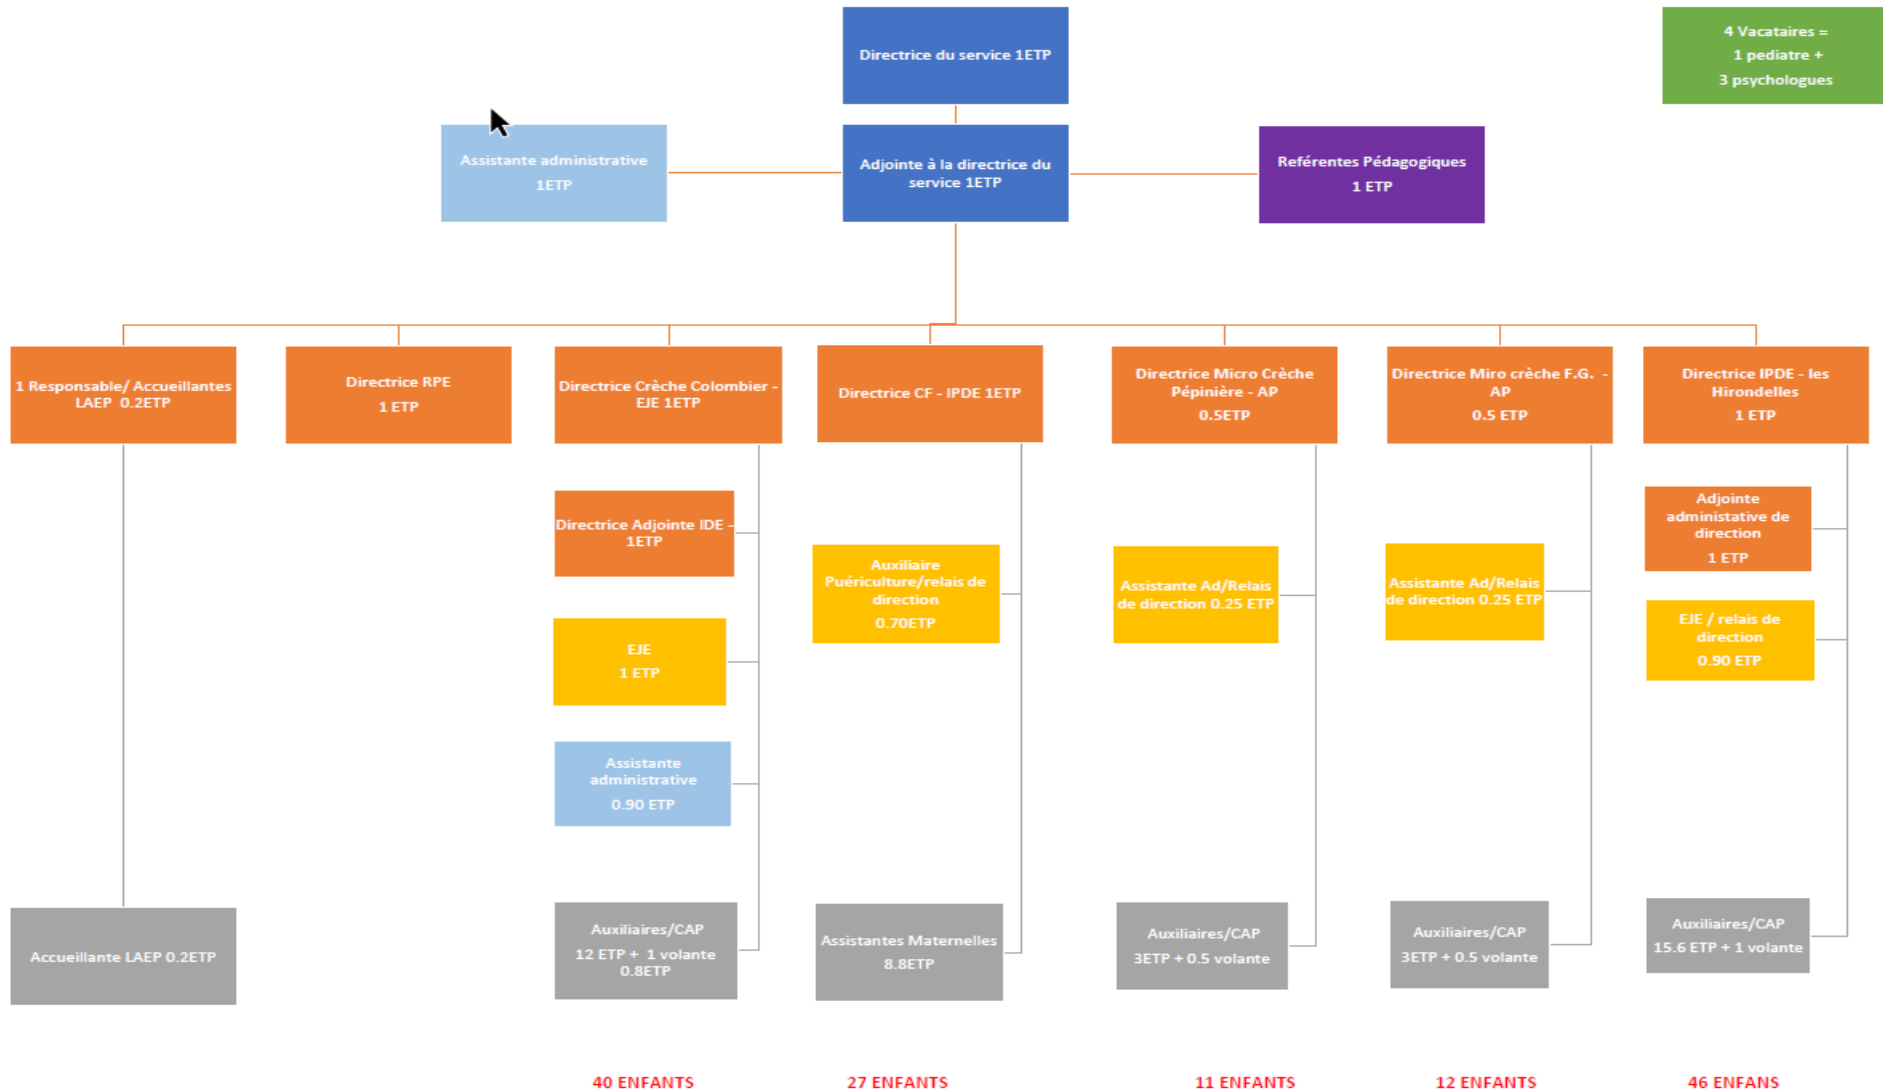 Directrice du service 1ETP
4 Vacataires =
1 pediatre +
3 psychologues
Assistante administrative
1ETP
Adjointe à la directrice du
service 1ETP
Reférentes Pédagogiques
1 ETP
1 Responsable/ Accueillantes
LAEP 0.2ETP
Directrice RPE
1 ETP
Directrice Crèche Colombier -
EJE 1ETP
Directrice CF - IPDE 1ETP
Directrice Micro Crèche
Pépinière - AP
0.5ETP
Directrice Miro crèche F.G. -
AP
0.5 ETP
Directrice IPDE - les
Hirondelles
1 ETP
Directrice Adjointe IDE -
1ETP
EJE
1 ETP
Assistante
administrative
0.90 ETP
Auxiliaire
Puériculture/relais de
direction
0.70ETP
Assistante Ad/Relais
de direction 0.25 ETP
Assistante Ad/Relais
de direction 0.25 ETP
Adjointe
administative de
direction
1 ETP
EJE / relais de
direction
0.90 ETP
Accueillante LAEP 0.2ETP
Auxiliaires/CAP
12 ETP + 1 volante
0.8ETP
Assistantes Maternelles
8.8ETP
Auxiliaires/CAP
3ETP + 0.5 volante
Auxiliaires/CAP
3ETP + 0.5 volante
Auxiliaires/CAP
15.6 ETP + 1 volante
40 ENFANTS
27 ENFANTS
11 ENFANTS
12 ENFANTS
46 ENFANS